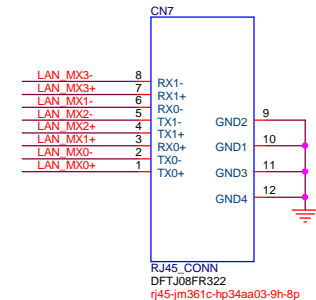 CN7
LAN_MX3- 8 RX1-
LAN_MX3+ 7 RX1+
LAN_MX1- 6 RX0-
LAN_MX2- 5 TX1-
LAN_MX2+ 4 TX1+
LAN_MX1+ 3 RX0+
LAN_MX0- 2 TX0-
LAN_MX0+ 1 TX0+
GND2 9
GND1 10
GND3 11
GND4 12
RJ45_CONN
DFTJ08FR322
rj45-jm361c-hp34aa03-9h-8p